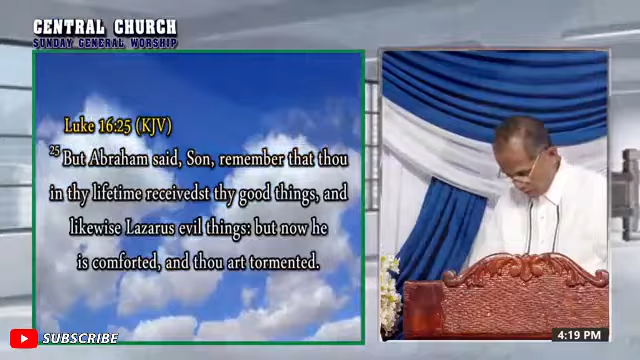 CENTRAL CHURCH
SUNDAY GENERAL WORSHIP
Luke 16:25 (KJV)
25 But Abraham said, Son, remember that thou
in thy lifetime receivedst thy good things, and
likewise Lazarus evil things: but now he
is comforted, and thou art tormented.
SUBSCRIBE
4:19 PM